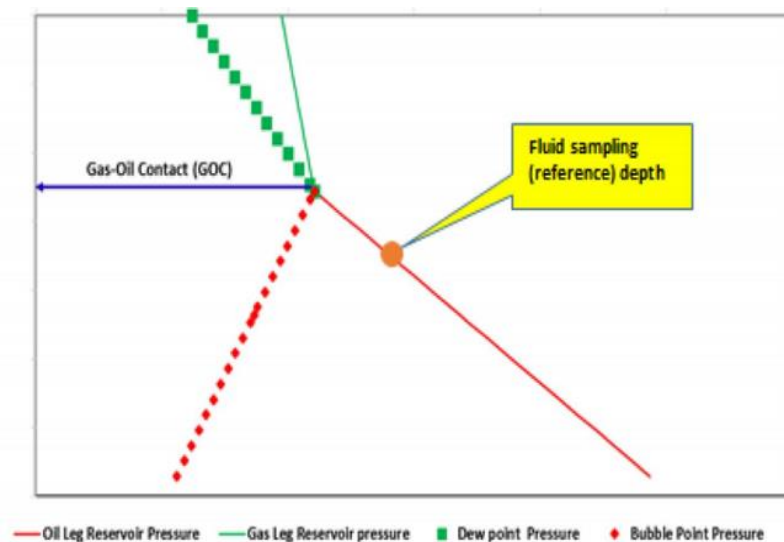 Gas-Oil Contact (GOC)
Fluid sampling
(reference) depth
Oil Leg Reservoir Pressure
Gas Leg Reservoir pressure
Dew point Pressure
Bubble Point Pressure